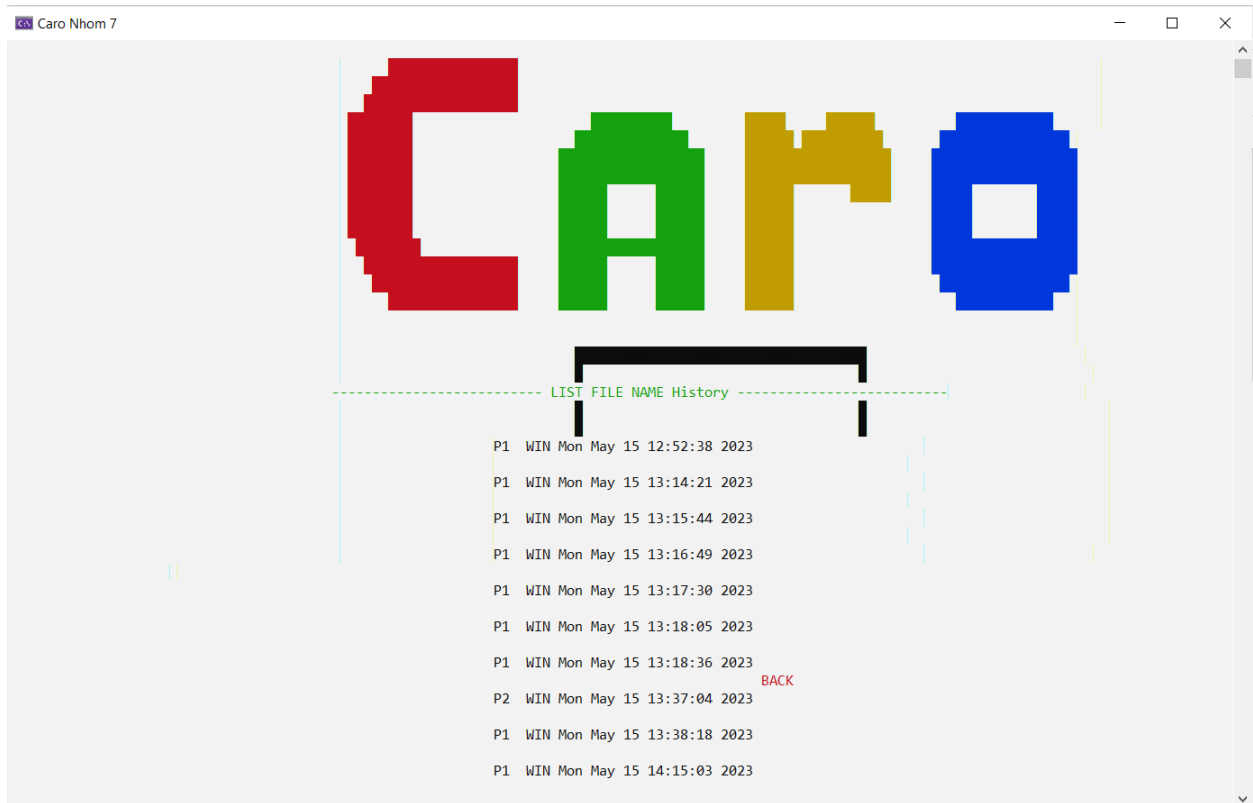 Caro Nhom 7
Caro
-------------------------- LIST FILE NAME History --------------------------
P1  WIN Mon May 15 12:52:38 2023
P1  WIN Mon May 15 13:14:21 2023
P1  WIN Mon May 15 13:15:44 2023
P1  WIN Mon May 15 13:16:49 2023
P1  WIN Mon May 15 13:17:30 2023
P1  WIN Mon May 15 13:18:05 2023
P1  WIN Mon May 15 13:18:36 2023
BACK
P2  WIN Mon May 15 13:37:04 2023
P1  WIN Mon May 15 13:38:18 2023
P1  WIN Mon May 15 14:15:03 2023